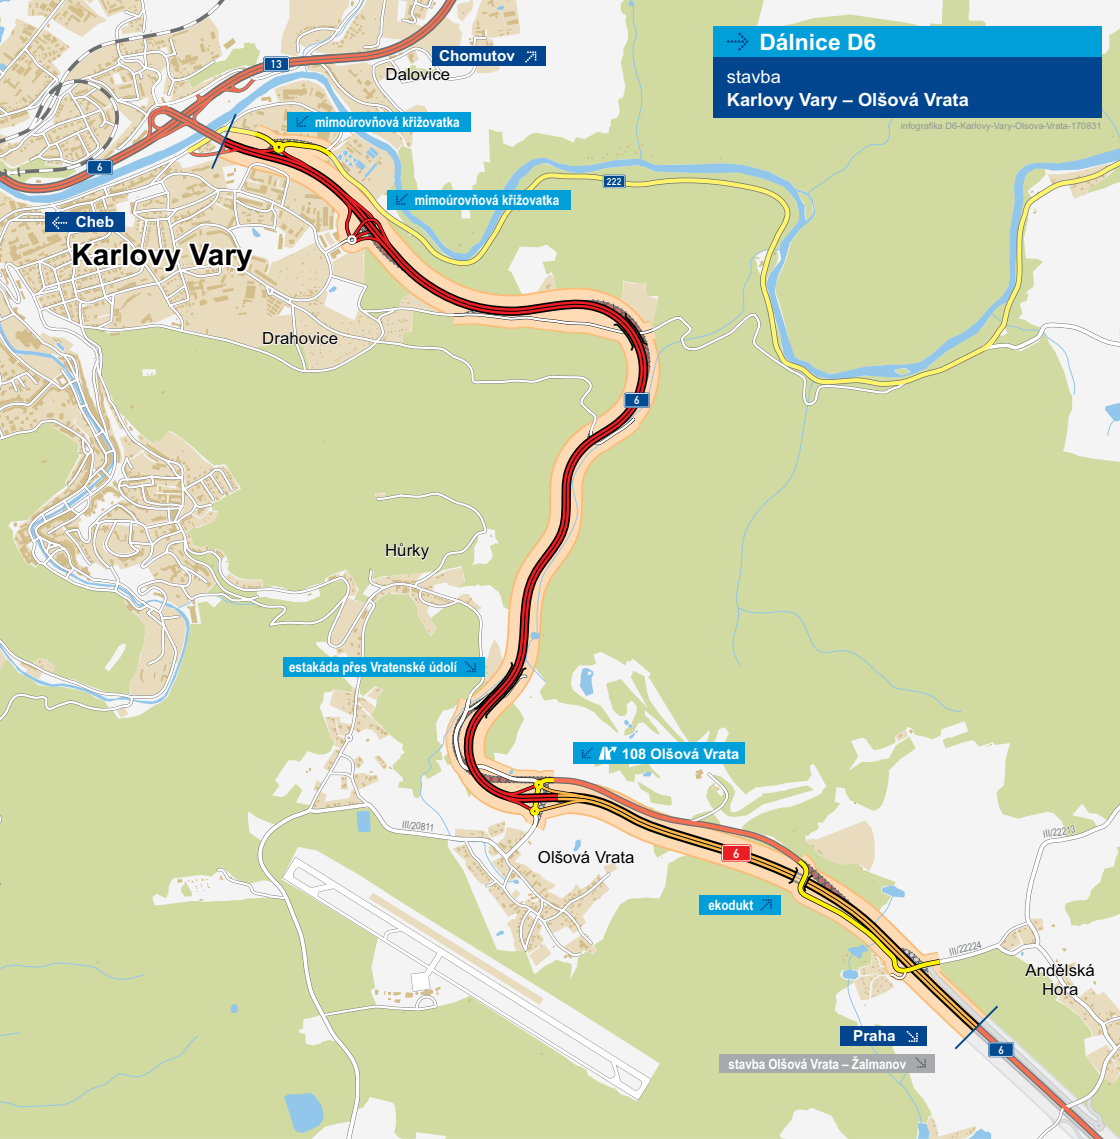 Dálnice D6
stavba
Karlovy Vary – Olšová Vrata
infografika D6-Karlovy-Vary-Olsova-Vrata-170831
Chomutov
13
Dalovice
mimoúrovňová křižovatka
6
222
mimoúrovňová křižovatka
Cheb
Karlovy Vary
Drahovice
6
Hůrky
estakáda přes Vratenské údolí
108 Olšová Vrata
III/20811
III/22213
Olšová Vrata
6
ekodukt
III/22224
Andělská
Hora
Praha
6
stavba Olšová Vrata – Žalmanov